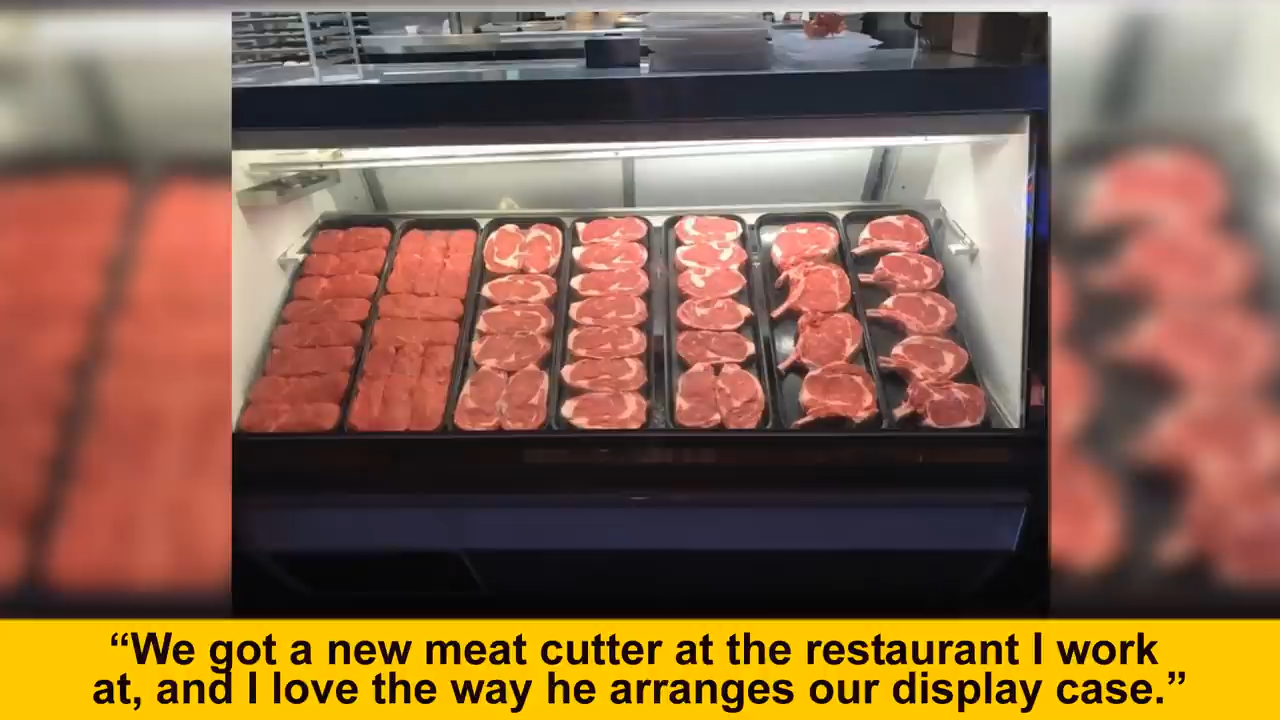 “We got a new meat cutter at the restaurant I work
at, and I love the way he arranges our display case.”